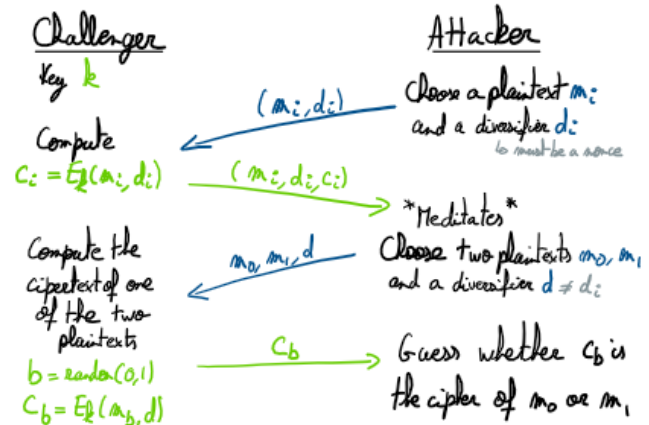 Challenger
Key k
Compute
Ci = Ek(mi, di)
Compute the
cipertext of one
of the two
plaintexts
b = random(0,1)
Cb = Ek(mb, d)
(mi, di)
(mi, di, ci)
m0, m1, d
Cb
Attacker
Choose a plaintext mi
and a diversifier di
↳ must be a nonce
*Meditates*
Choose two plaintexts m0, m1
and a diversifier d ≠ di
Guess whether Cb is
the cipher of m0 or m1